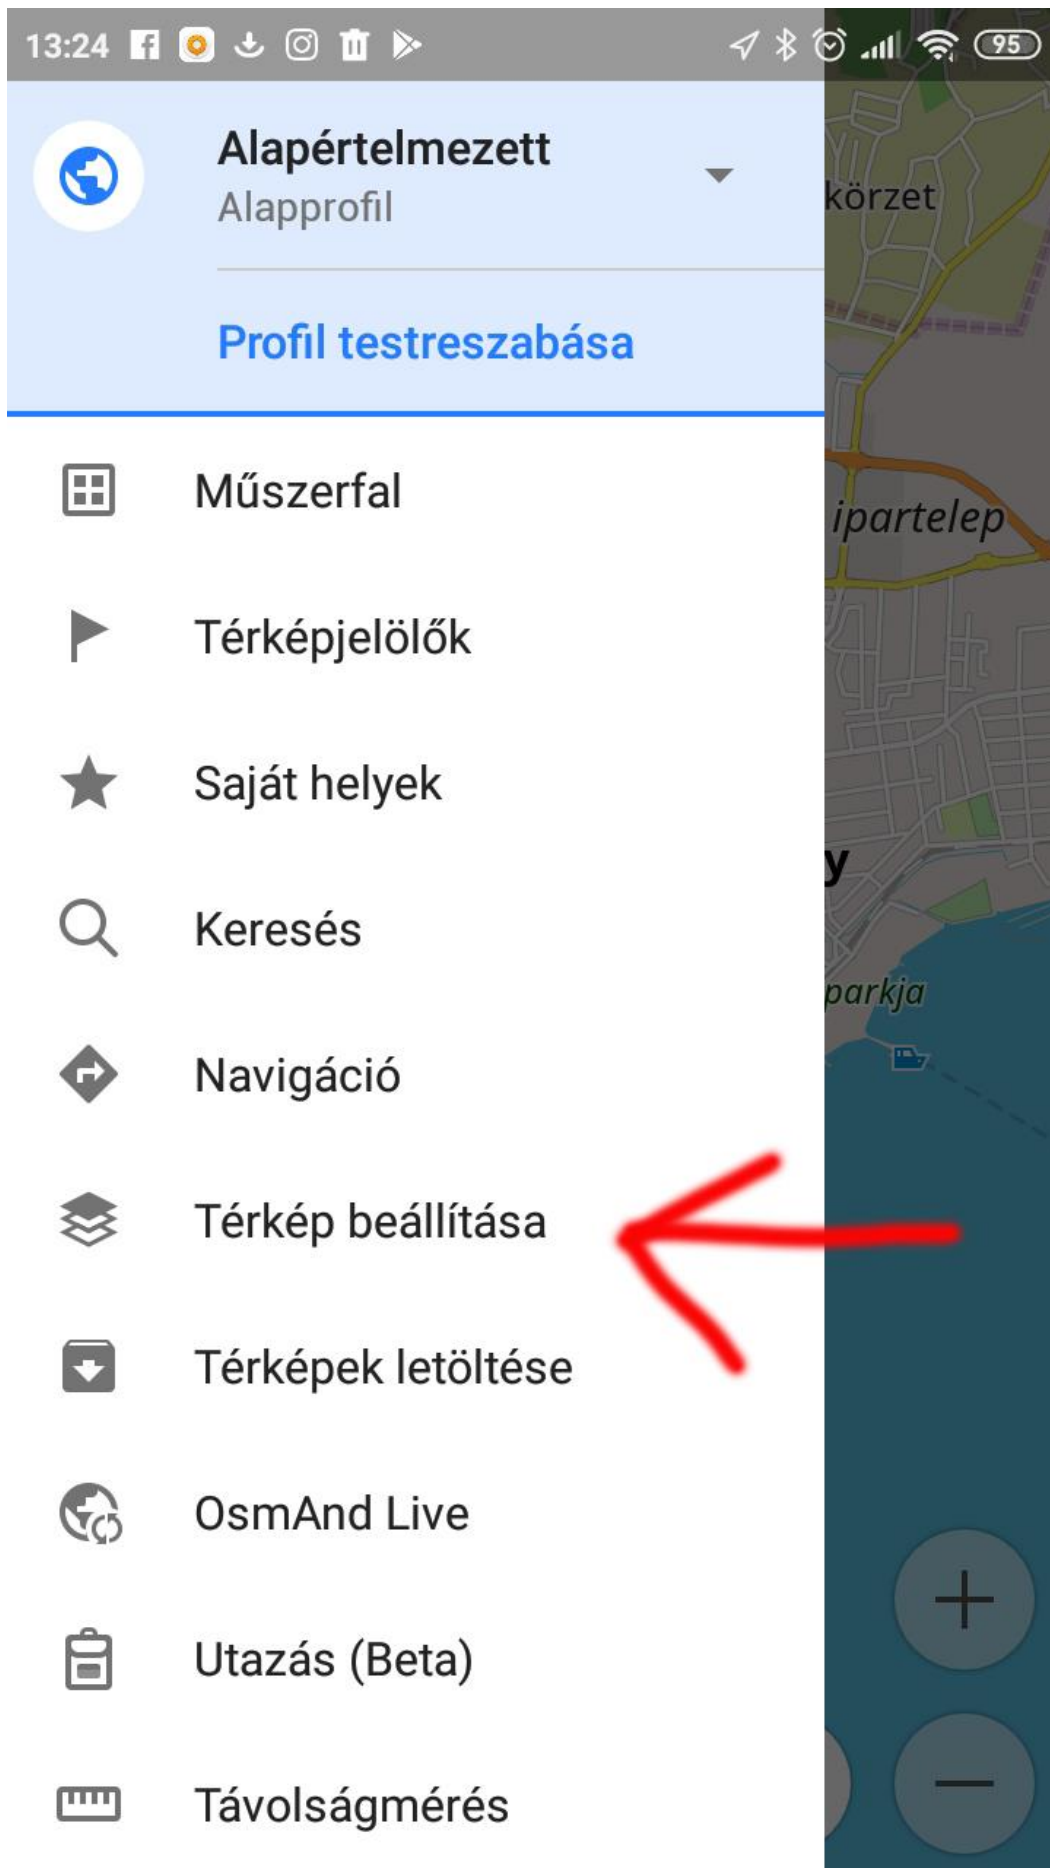 13:24
95
Alapértelmezett
Alapprofil
körzet
Profil testreszabása
Műszerfal
ipartelep
Térképjelölők
Saját helyek
y
Keresés
parkja
Navigáció
Térkép beállítása
Térképek letöltése
OsmAnd Live
Utazás (Beta)
Távolságmérés